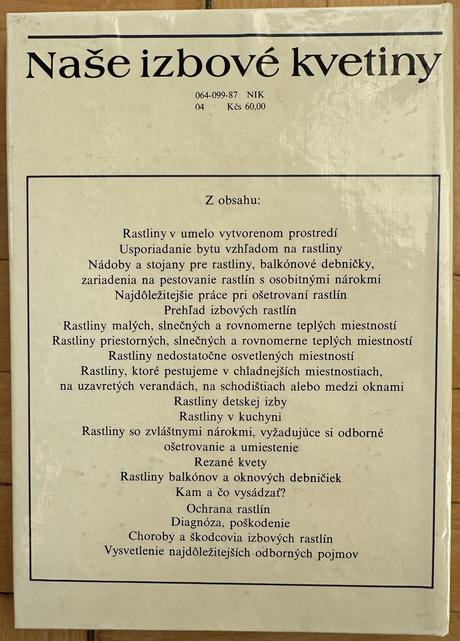 Naše izbové kvetiny
064-099-87 NIK
04 Kčs 60,00
Z obsahu:
Rastliny v umelo vytvorenom prostredí
Usporiadanie bytu vzhľadom na rastliny
Nádoby a stojany pre rastliny, balkónové debničky,
zariadenia na pestovanie rastlín s osobitnými nárokmi
Najdôležitejšie práce pri ošetrovaní rastlín
Prehľad izbových rastlín
Rastliny malých, slnečných a rovnomerne teplých miestností
Rastliny priestorných, slnečných a rovnomerne teplých miestností
Rastliny nedostatočne osvetlených miestností
Rastliny, ktoré pestujeme v chladnejších miestnostiach,
na uzavretých verandách, na schodištiach alebo medzi oknami
Rastliny detskej izby
Rastliny v kuchyni
Rastliny so zvláštnymi nárokmi, vyžadujúce si odborné
ošetrovanie a umiestenie
Rezané kvety
Rastliny balkónov a oknových debničiek
Kam a čo vysádzať?
Ochrana rastlín
Diagnóza, poškodenie
Choroby a škodcovia izbových rastlín
Vysvetlenie najdôležitejších odborných pojmov